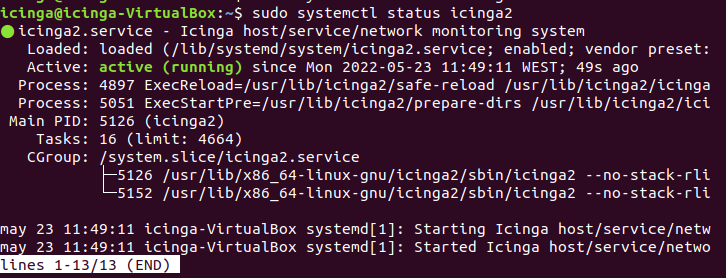 icinga@icinga-VirtualBox:~$ sudo systemctl status icinga2
● icinga2.service - Icinga host/service/network monitoring system
   Loaded: loaded (/lib/systemd/system/icinga2.service; enabled; vendor preset:
   Active: active (running) since Mon 2022-05-23 11:49:11 WEST; 49s ago
  Process: 4897 ExecReload=/usr/lib/icinga2/safe-reload /usr/lib/icinga2/icinga
  Process: 5051 ExecStartPre=/usr/lib/icinga2/prepare-dirs /usr/lib/icinga2/ici
 Main PID: 5126 (icinga2)
    Tasks: 16 (limit: 4664)
   CGroup: /system.slice/icinga2.service
           ├─5126 /usr/lib/x86_64-linux-gnu/icinga2/sbin/icinga2 --no-stack-rli
           └─5152 /usr/lib/x86_64-linux-gnu/icinga2/sbin/icinga2 --no-stack-rli
may 23 11:49:11 icinga-VirtualBox systemd[1]: Starting Icinga host/service/netw
may 23 11:49:11 icinga-VirtualBox systemd[1]: Started Icinga host/service/netwo
lines 1-13/13 (END)